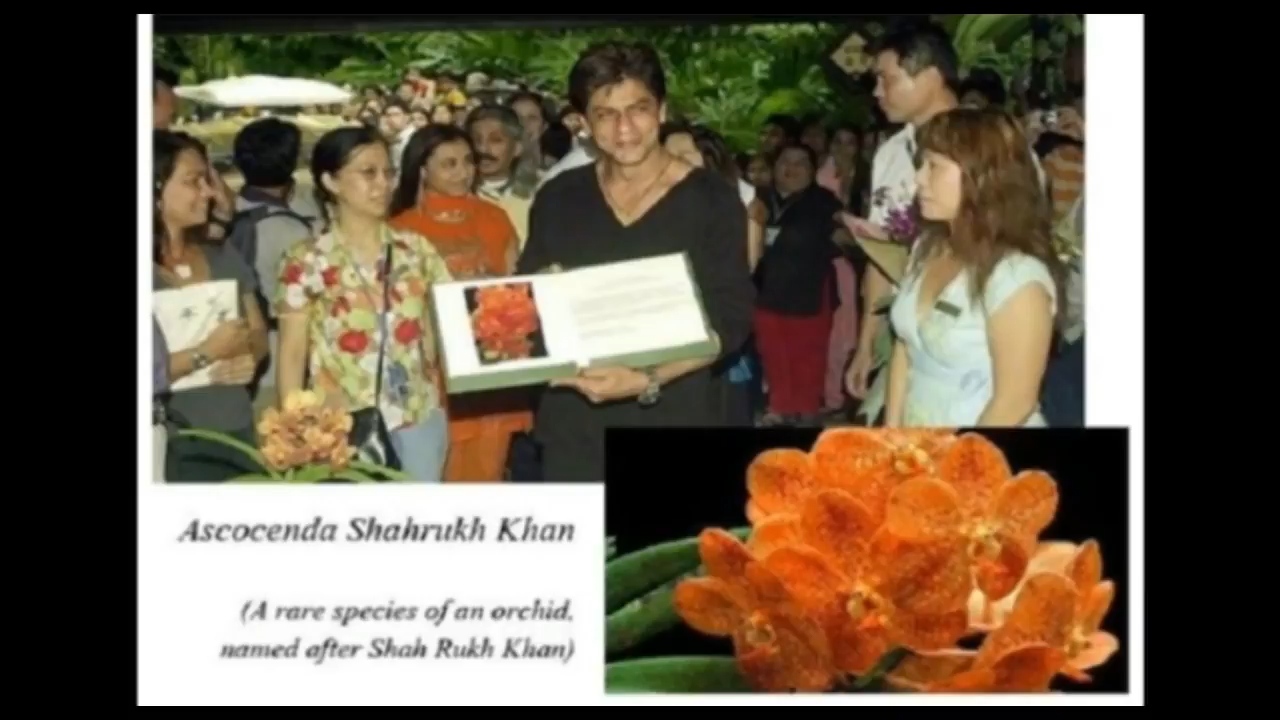 Ascocenda Shahrukh Khan
(A rare species of an orchid,
named after Shah Rukh Khan)